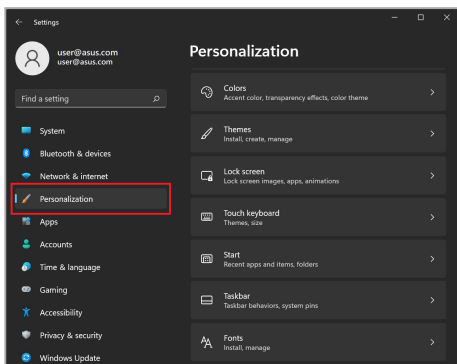 Settings
user@asus.com
user@asus.com
Find a setting
System
Bluetooth & devices
Network & internet
Personalization
Apps
Accounts
Time & language
Gaming
Accessibility
Privacy & security
Windows Update
Personalization
Colors
Accent color, transparency effects, color theme
Themes
Install, create, manage
Lock screen
Lock screen images, apps, animations
Touch keyboard
Themes, size
Start
Recent apps and items, folders
Taskbar
Taskbar behaviors, system pins
Fonts
Install, manage